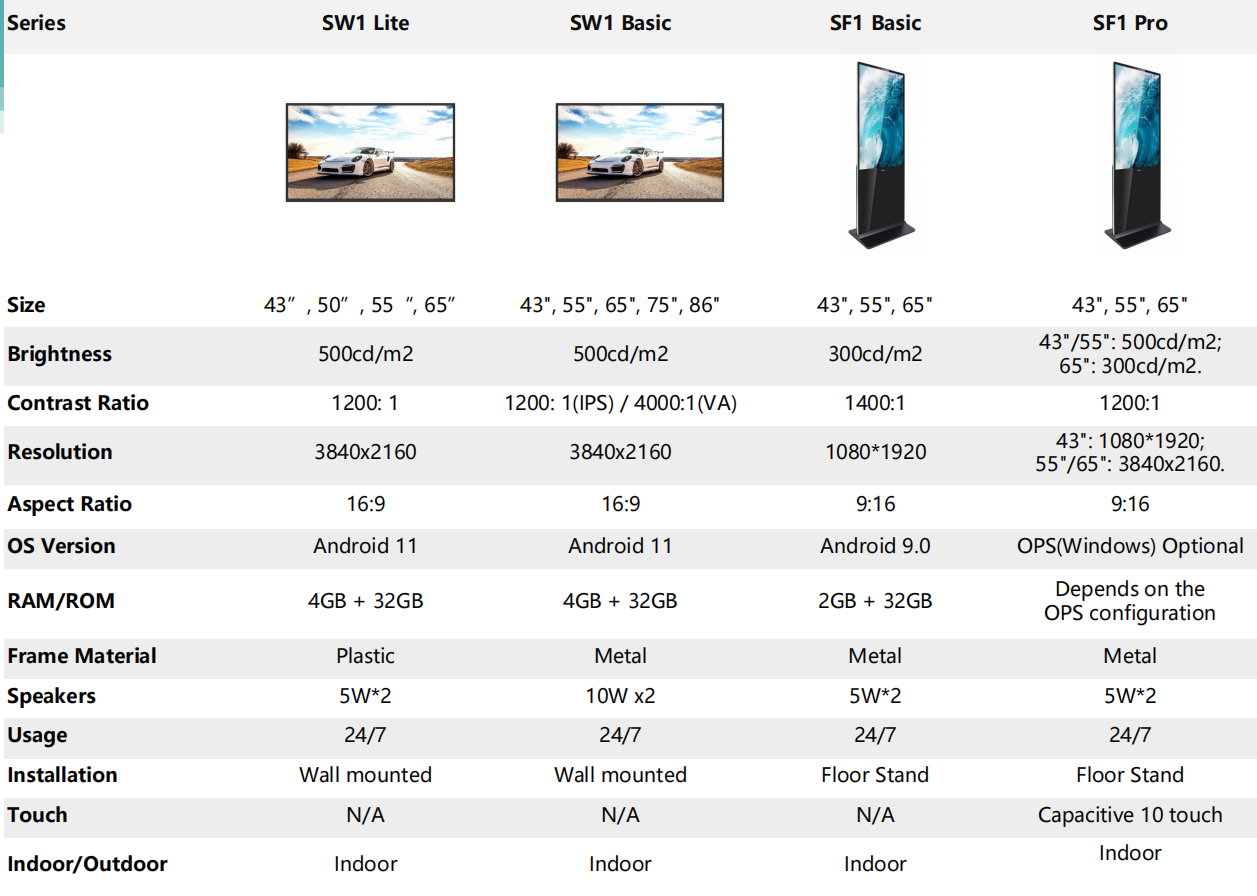 Series SW1 Lite SW1 Basic SF1 Basic SF1 Pro
Size 43” , 50” , 55 “, 65” 43", 55", 65", 75", 86" 43", 55", 65" 43", 55", 65"
Brightness 500cd/m2 500cd/m2 300cd/m2 43"/55": 500cd/m2;
65": 300cd/m2.
Contrast Ratio 1200: 1 1200: 1(IPS) / 4000:1(VA) 1400:1 1200:1
Resolution 3840x2160 3840x2160 1080*1920 43": 1080*1920;
55"/65": 3840x2160.
Aspect Ratio 16:9 16:9 9:16 9:16
OS Version Android 11 Android 11 Android 9.0 OPS(Windows) Optional
RAM/ROM 4GB + 32GB 4GB + 32GB 2GB + 32GB Depends on the
OPS configuration
Frame Material Plastic Metal Metal Metal
Speakers 5W*2 10W x2 5W*2 5W*2
Usage 24/7 24/7 24/7 24/7
Installation Wall mounted Wall mounted Floor Stand Floor Stand
Touch N/A N/A N/A Capacitive 10 touch
Indoor/Outdoor Indoor Indoor Indoor Indoor